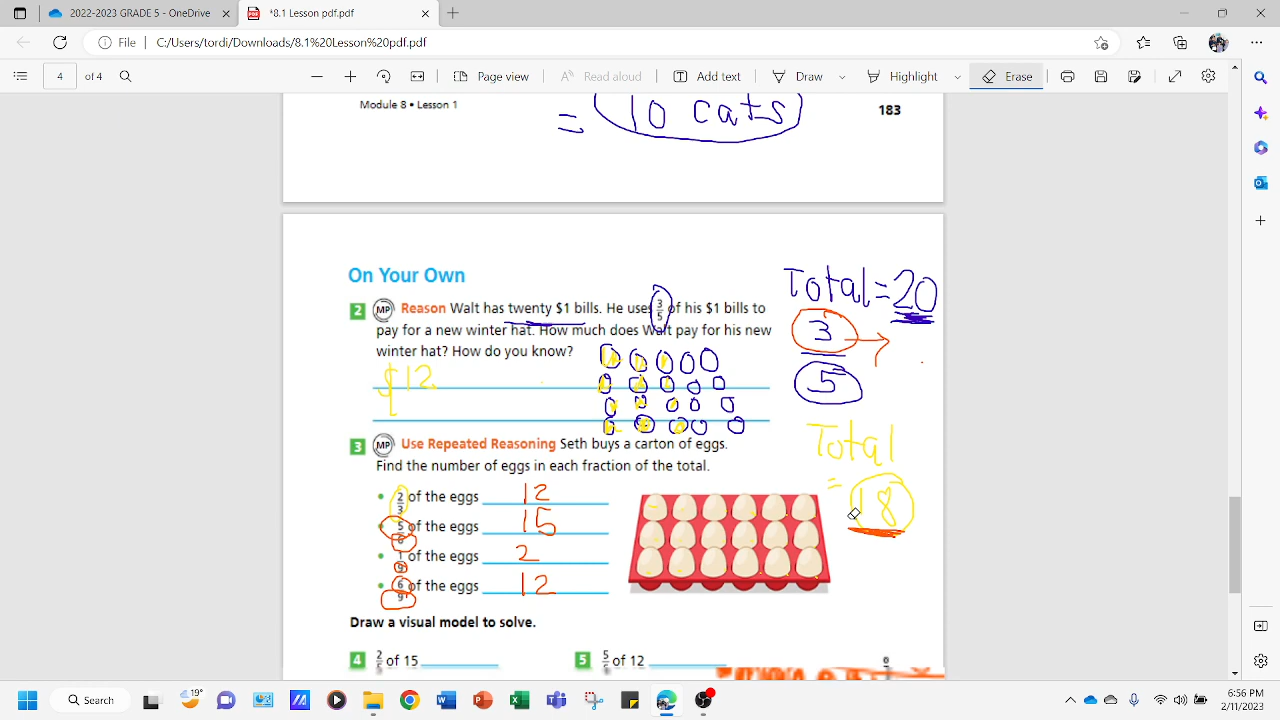 2022-2023 GRADE 5 - OneDrive
*8.1 Lesson pdf.pdf
File C:/Users/tordi/Downloads/8.1%20Lesson%20pdf.pdf
4 of 4 Page view Read aloud Add text Draw Highlight Erase
Module 8 • Lesson 1
183
= 10 cats
On Your Own
2 MP Reason Walt has twenty $1 bills. He uses 3/5 of his $1 bills to
pay for a new winter hat. How much does Walt pay for his new
winter hat? How do you know?
$12
Total = 20
3
5
3 MP Use Repeated Reasoning Seth buys a carton of eggs.
Find the number of eggs in each fraction of the total.
• 2/3 of the eggs 12
• 5/6 of the eggs 15
• 1/9 of the eggs 2
• 6/9 of the eggs 12
Total
= 18
Draw a visual model to solve.
4 2/5 of 15
5 5/6 of 12
-19°
Search
6:56 PM
2/11/2023